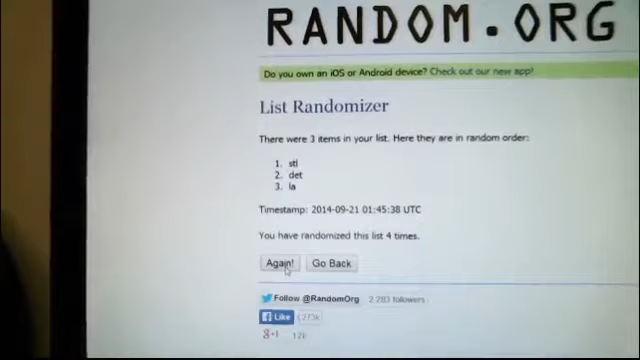 RANDOM.ORG
Do you own an iOS or Android device? Check out our new app!
List Randomizer
There were 3 items in your list. Here they are in random order:
1. stl
2. det
3. la
Timestamp: 2014-09-21 01:45:38 UTC
You have randomized this list 4 times.
Again! Go Back
Follow @RandomOrg 2,283 followers
Like 273k
g+1 12k